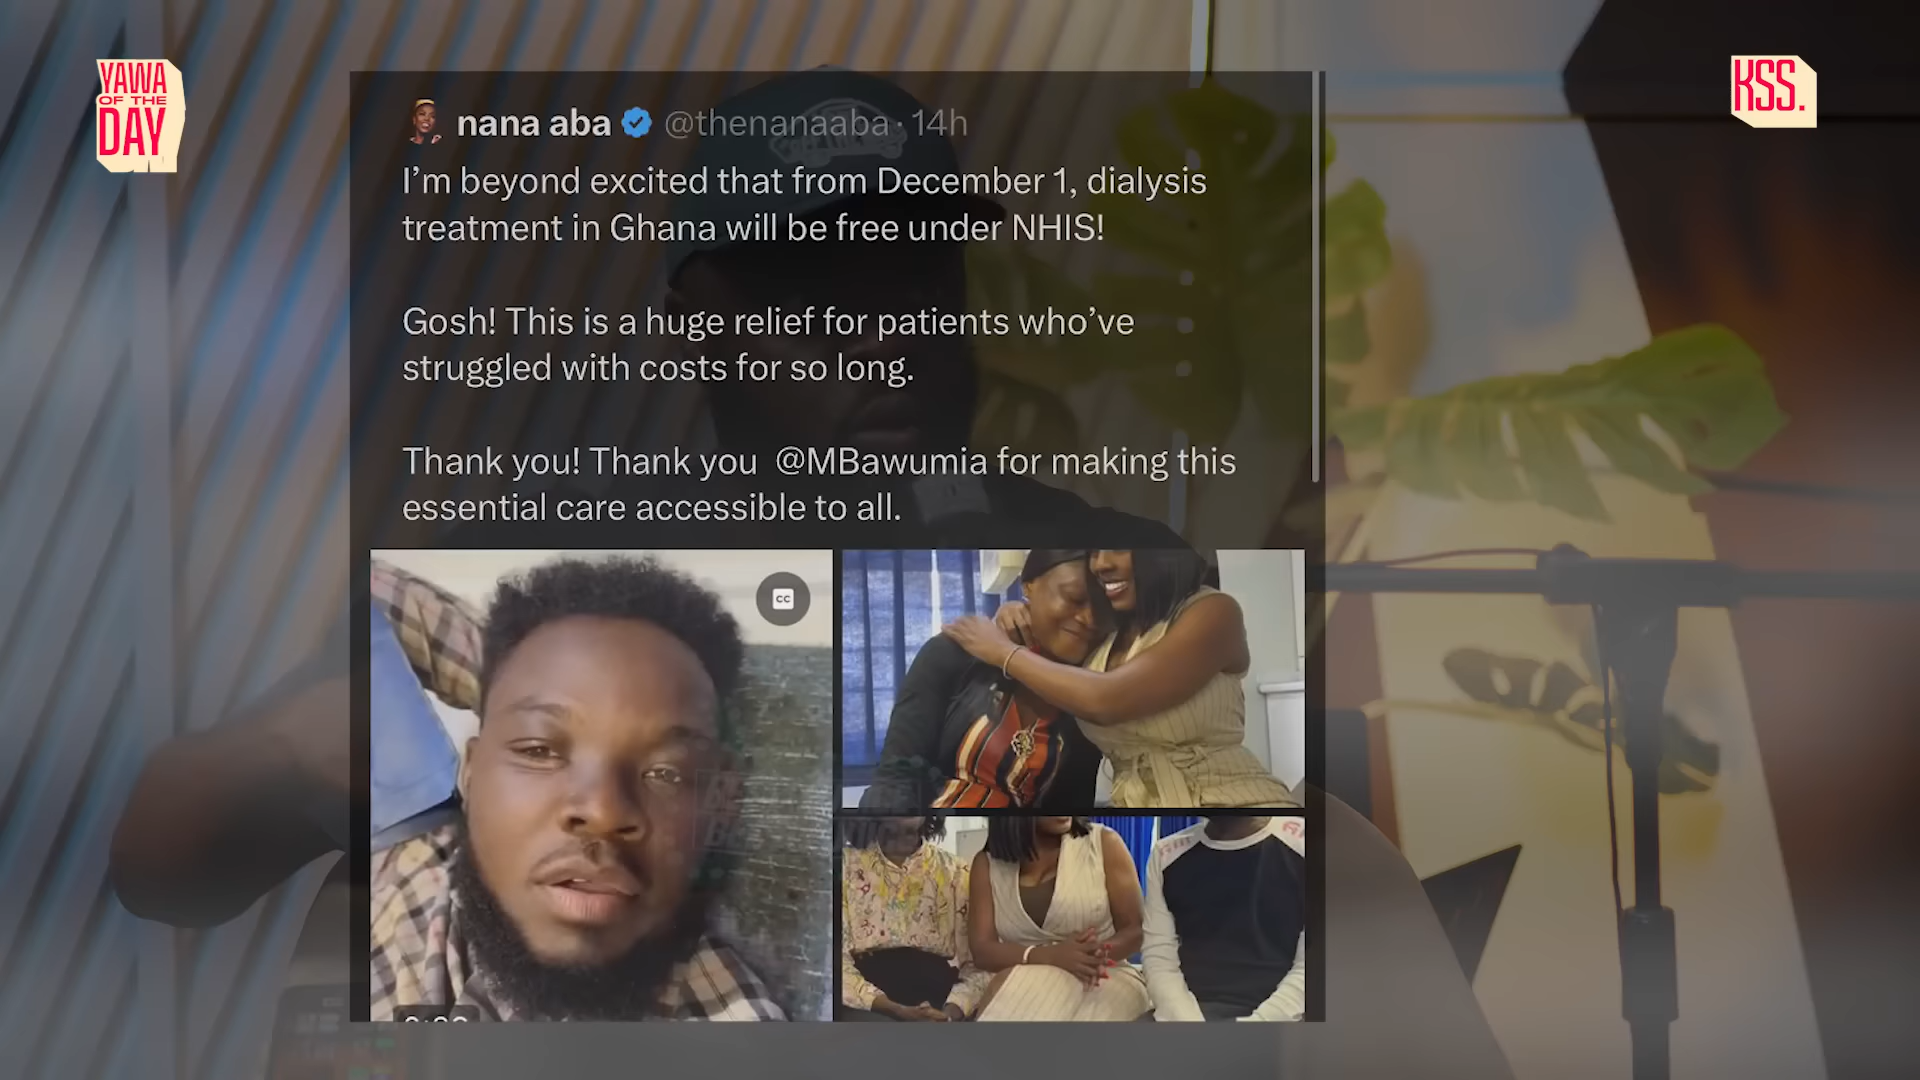 YAWA
OF THE
DAY
KSS.
nana aba @thenanaaba · 14h
I’m beyond excited that from December 1, dialysis
treatment in Ghana will be free under NHIS!
Gosh! This is a huge relief for patients who’ve
struggled with costs for so long.
Thank you! Thank you @MBawumia for making this
essential care accessible to all.
CC